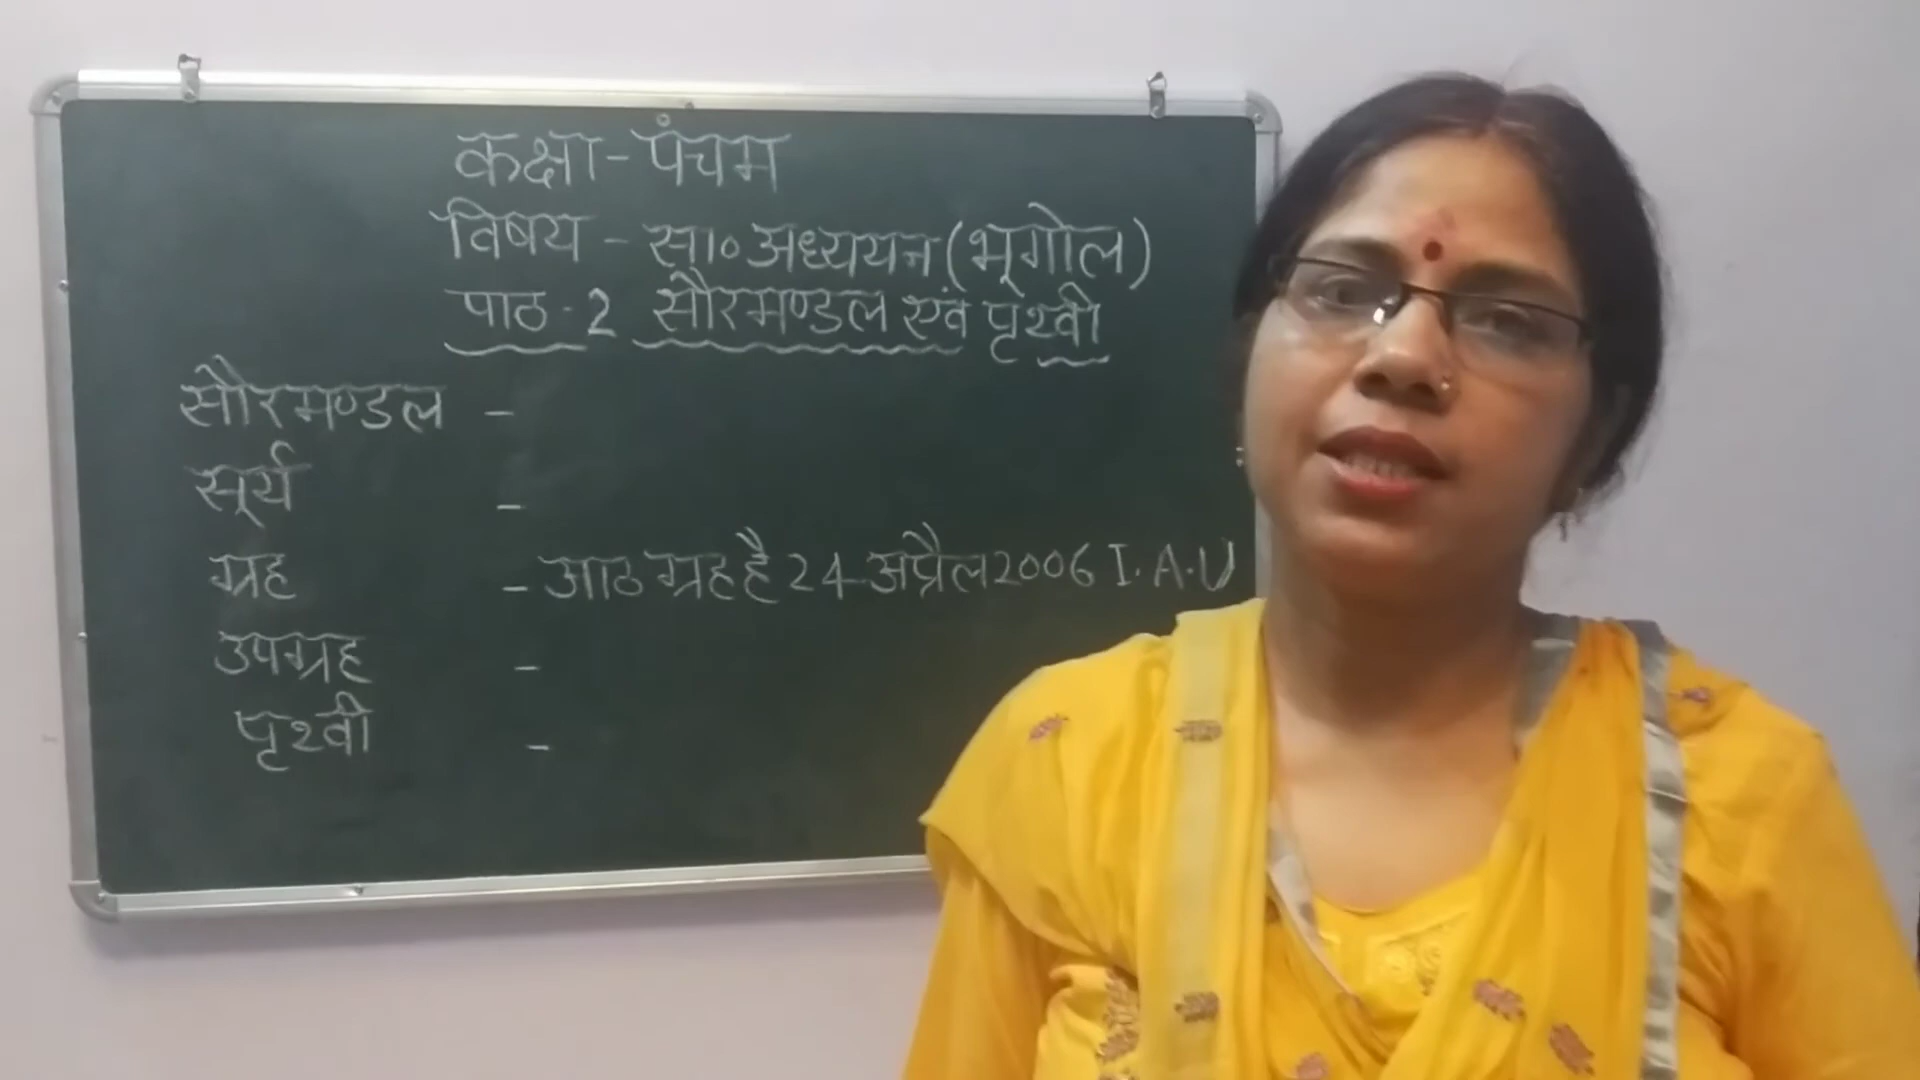 कक्षा - पंचम
विषय - सा० अध्ययन (भूगोल)
पाठ - 2 सौरमण्डल एवं पृथ्वी
सौरमण्डल -
सूर्य -
ग्रह - आठ ग्रह है 24 अप्रैल 2006 I.A.U
उपग्रह -
पृथ्वी -